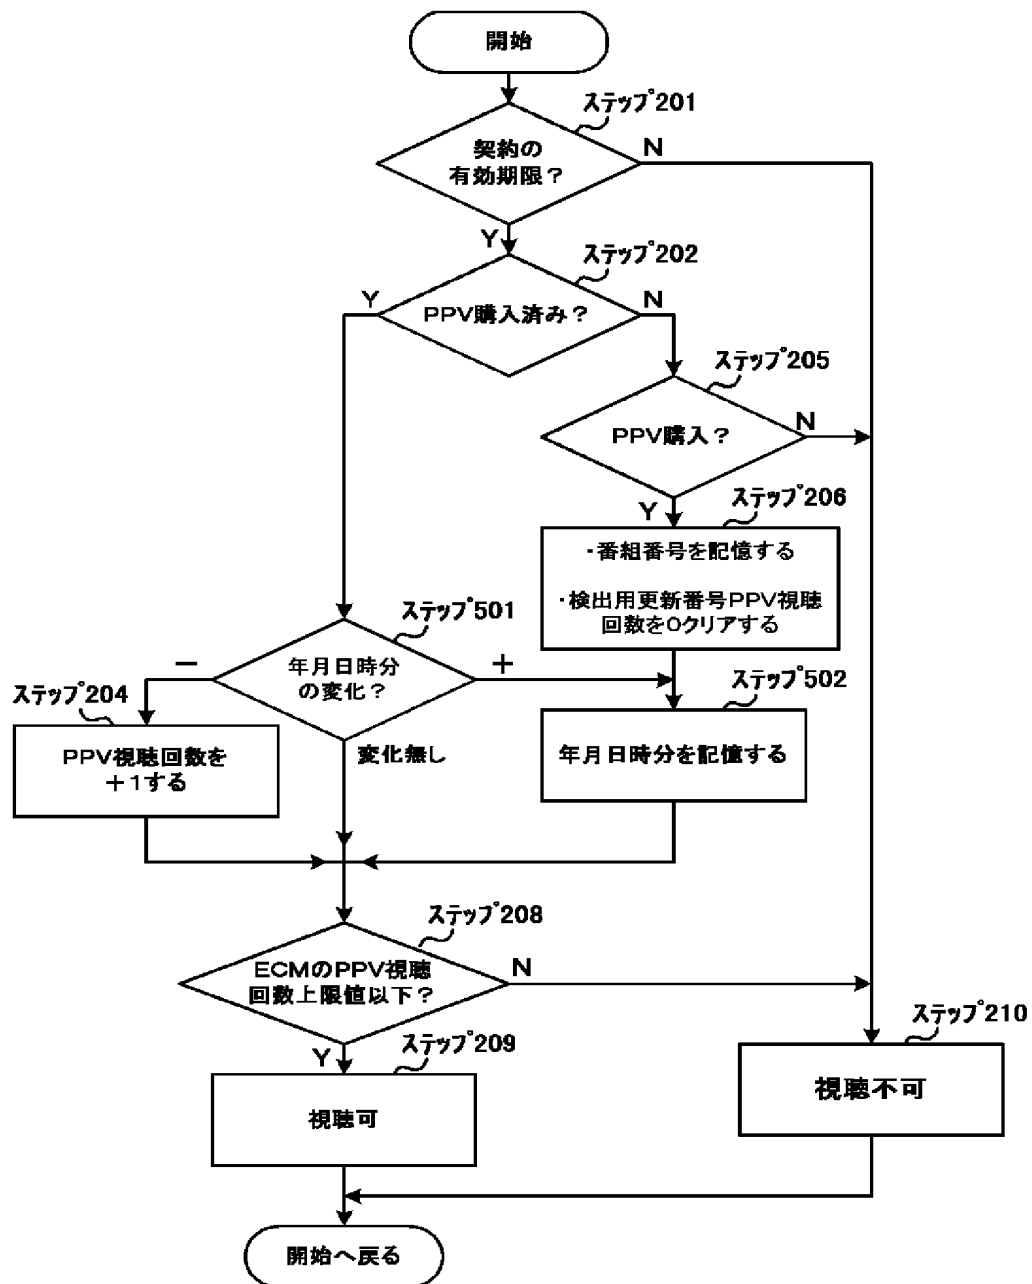 開始
ステップ201
契約の
有効期限？
N
Y
ステップ202
Y
PPV購入済み？
N
ステップ205
PPV購入？
N
Y
ステップ206
・番組番号を記憶する
・検出用更新番号PPV視聴
回数を0クリアする
ステップ501
年月日時分
の変化？
－
＋
ステップ204
PPV視聴回数を
＋1する
変化無し
ステップ502
年月日時分を記憶する
ステップ208
ECMのPPV視聴
回数上限値以下？
N
Y
ステップ209
視聴可
ステップ210
視聴不可
開始へ戻る